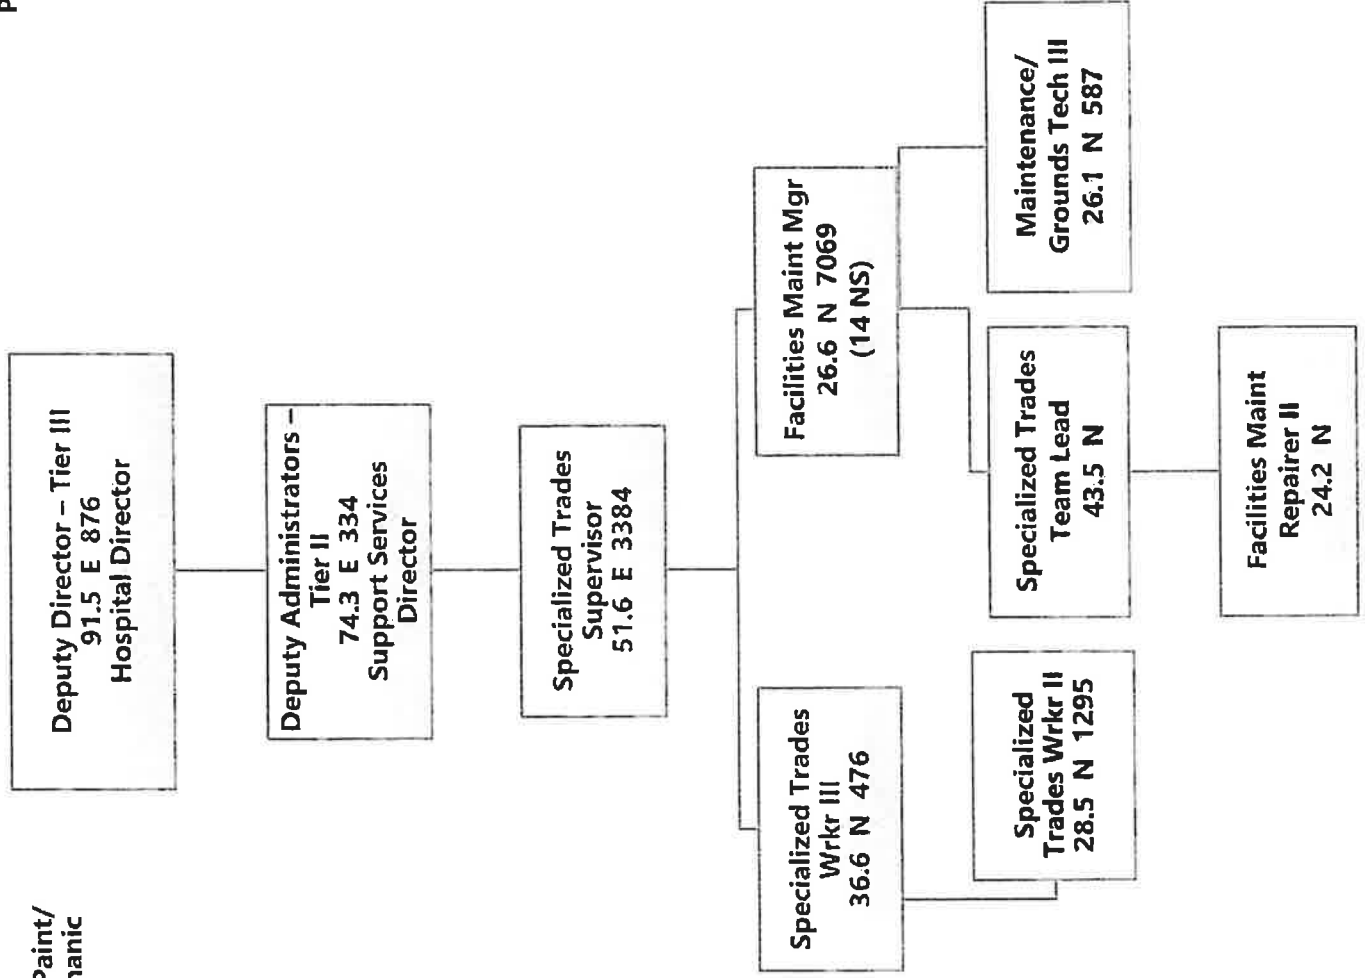 Paint/
Deputy Director – Tier III
91.5 E 876
Hospital Director
Deputy Administrators –
Tier II
74.3 E 334
Support Services
Director
Specialized Trades
Supervisor
51.6 E 3384
Specialized Trades
Wrkr III
36.6 N 476
Facilities Maint Mgr
26.6 N 7069
(14 NS)
Specialized
Trades Wrkr II
28.5 N 1295
Specialized Trades
Team Lead
43.5 N
Maintenance/
Grounds Tech III
26.1 N 587
Facilities Maint
Repairer II
24.2 N